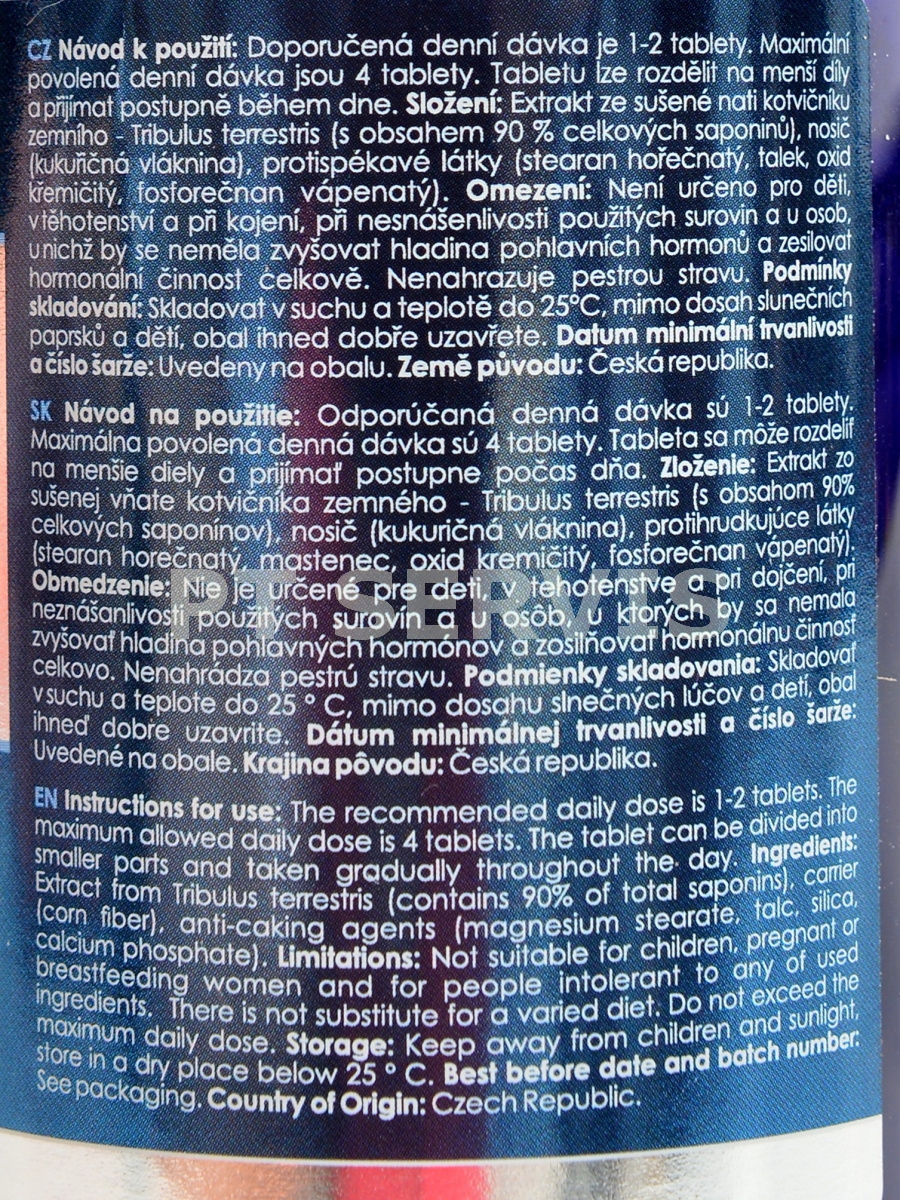 CZ Návod k použití: Doporučená denní dávka je 1-2 tablety. Maximální
povolená denní dávka jsou 4 tablety. Tabletu lze rozdělit na menší díly
a přijímat postupně během dne. Složení: Extrakt ze sušené nati kotvičníku
zemního - Tribulus terrestris (s obsahem 90 % celkových saponinů), nosič
(kukuřičná vláknina), protispékavé látky (stearan hořečnatý, talek, oxid
křemičitý, fosforečnan vápenatý). Omezení: Není určeno pro děti,
v těhotenství a při kojení, při nesnášenlivosti použitých surovin a u osob,
u nichž by se neměla zvyšovat hladina pohlavních hormonů a zesilovat
hormonální činnost celkově. Nenahrazuje pestrou stravu. Podmínky
skladování: Skladovat v suchu a teplotě do 25°C, mimo dosah slunečních
paprsků a dětí, obal ihned dobře uzavřete. Datum minimální trvanlivosti
a číslo šarže: Uvedeny na obalu. Země původu: Česká republika.
SK Návod na použitie: Odporúčaná denná dávka sú 1-2 tablety.
Maximálna povolená denná dávka sú 4 tablety. Tableta sa môže rozdeliť
na menšie diely a prijímať postupne počas dňa. Zloženie: Extrakt zo
sušenej vňate kotvičníka zemného - Tribulus terrestris (s obsahom 90%
celkových saponínov), nosič (kukuričná vláknina), protihrudkujúce látky
(stearan horečnatý, mastenec, oxid kremičitý, fosforečnan vápenatý).
Obmedzenie: Nie je určené pre deti, v tehotenstve a pri dojčení, pri
neznášanlivosti použitých surovín a u osôb, u ktorých by sa nemala
zvyšovať hladina pohlavných hormónov a zosilňovať hormonálnu činnosť
celkovo. Nenahrádza pestrú stravu. Podmienky skladovania: Skladovať
v suchu a teplote do 25 ° C, mimo dosahu slnečných lúčov a detí, obal
ihneď dobre uzavrite. Dátum minimálnej trvanlivosti a číslo šarže:
Uvedené na obale. Krajina pôvodu: Česká republika.
PT SERVIS
EN Instructions for use: The recommended daily dose is 1-2 tablets. The
maximum allowed daily dose is 4 tablets. The tablet can be divided into
smaller parts and taken gradually throughout the day. Ingredients:
Extract from Tribulus terrestris (contains 90% of total saponins), carrier
(corn fiber), anti-caking agents (magnesium stearate, talc, silica,
calcium phosphate). Limitations: Not suitable for children, pregnant or
breastfeeding women and for people intolerant to any of used
ingredients. There is not substitute for a varied diet. Do not exceed the
maximum daily dose. Storage: Keep away from children and sunlight,
store in a dry place below 25 ° C. Best before date and batch number:
See packaging. Country of Origin: Czech Republic.